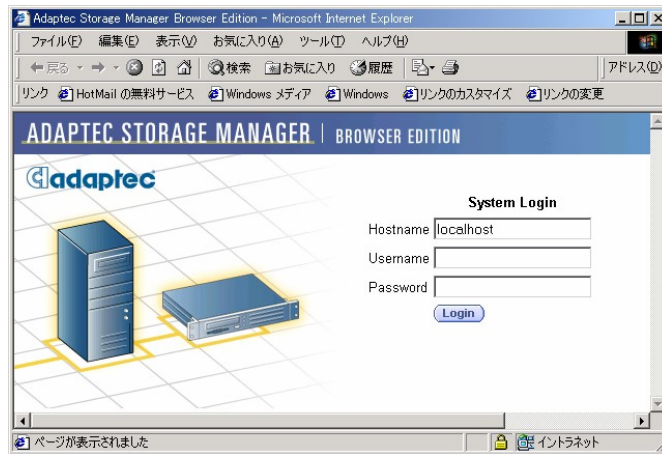 Adaptec Storage Manager Browser Edition - Microsoft Internet Explorer
ファイル(F) 編集(E) 表示(V) お気に入り(A) ツール(T) ヘルプ(H)
戻る 検索 お気に入り 履歴 アドレス(D)
リンク HotMail の無料サービス Windows メディア Windows リンクのカスタマイズ リンクの変更
ADAPTEC STORAGE MANAGER | BROWSER EDITION
adaptec
System Login
Hostname localhost
Username
Password
Login
ページが表示されました イントラネット